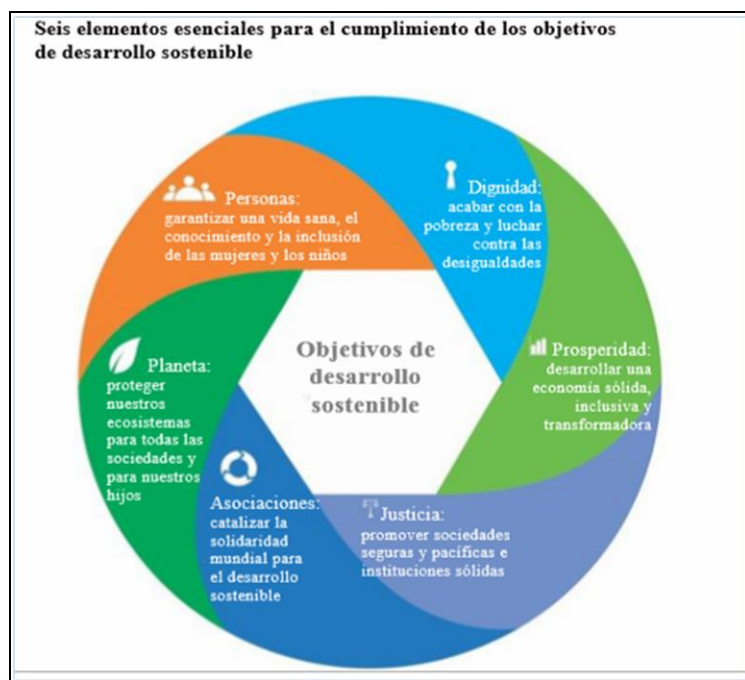 Seis elementos esenciales para el cumplimiento de los objetivos
de desarrollo sostenible
Dignidad:
acabar con la
pobreza y luchar
contra las
desigualdades
Prosperidad:
desarrollar una
economía sólida,
inclusiva y
transformadora
Justicia:
promover sociedades
seguras y pacíficas e
instituciones sólidas
Asociaciones:
catalizar la
solidaridad
mundial para
el desarrollo
sostenible
Planeta:
proteger
nuestros
ecosistemas
para todas las
sociedades y
para nuestros
hijos
Personas:
garantizar una vida sana, el
conocimiento y la inclusión
de las mujeres y los niños
Objetivos de
desarrollo
sostenible